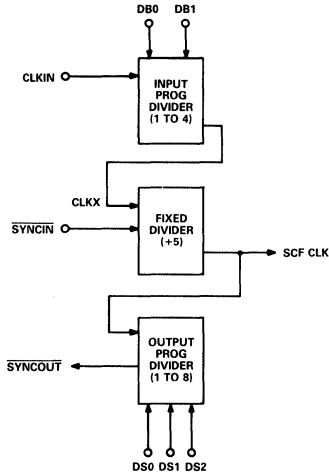 DB0 DB1
CLKIN
INPUT
PROG
DIVIDER
(1 TO 4)
CLKX
SYNCIN
FIXED
DIVIDER
(÷5)
SCF CLK
OUTPUT
PROG
DIVIDER
(1 TO 8)
SYNCOUT
DS0 DS1 DS2